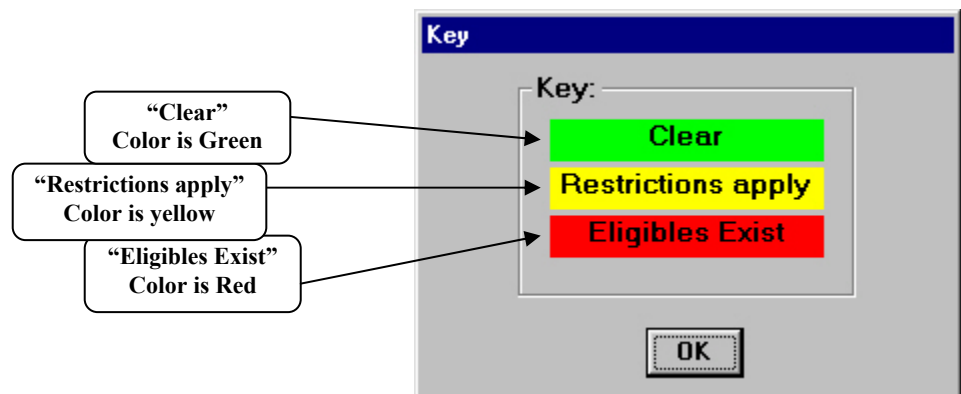 Key
Key:
“Clear”
Color is Green
Clear
“Restrictions apply”
Color is yellow
Restrictions apply
“Eligibles Exist”
Color is Red
Eligibles Exist
OK